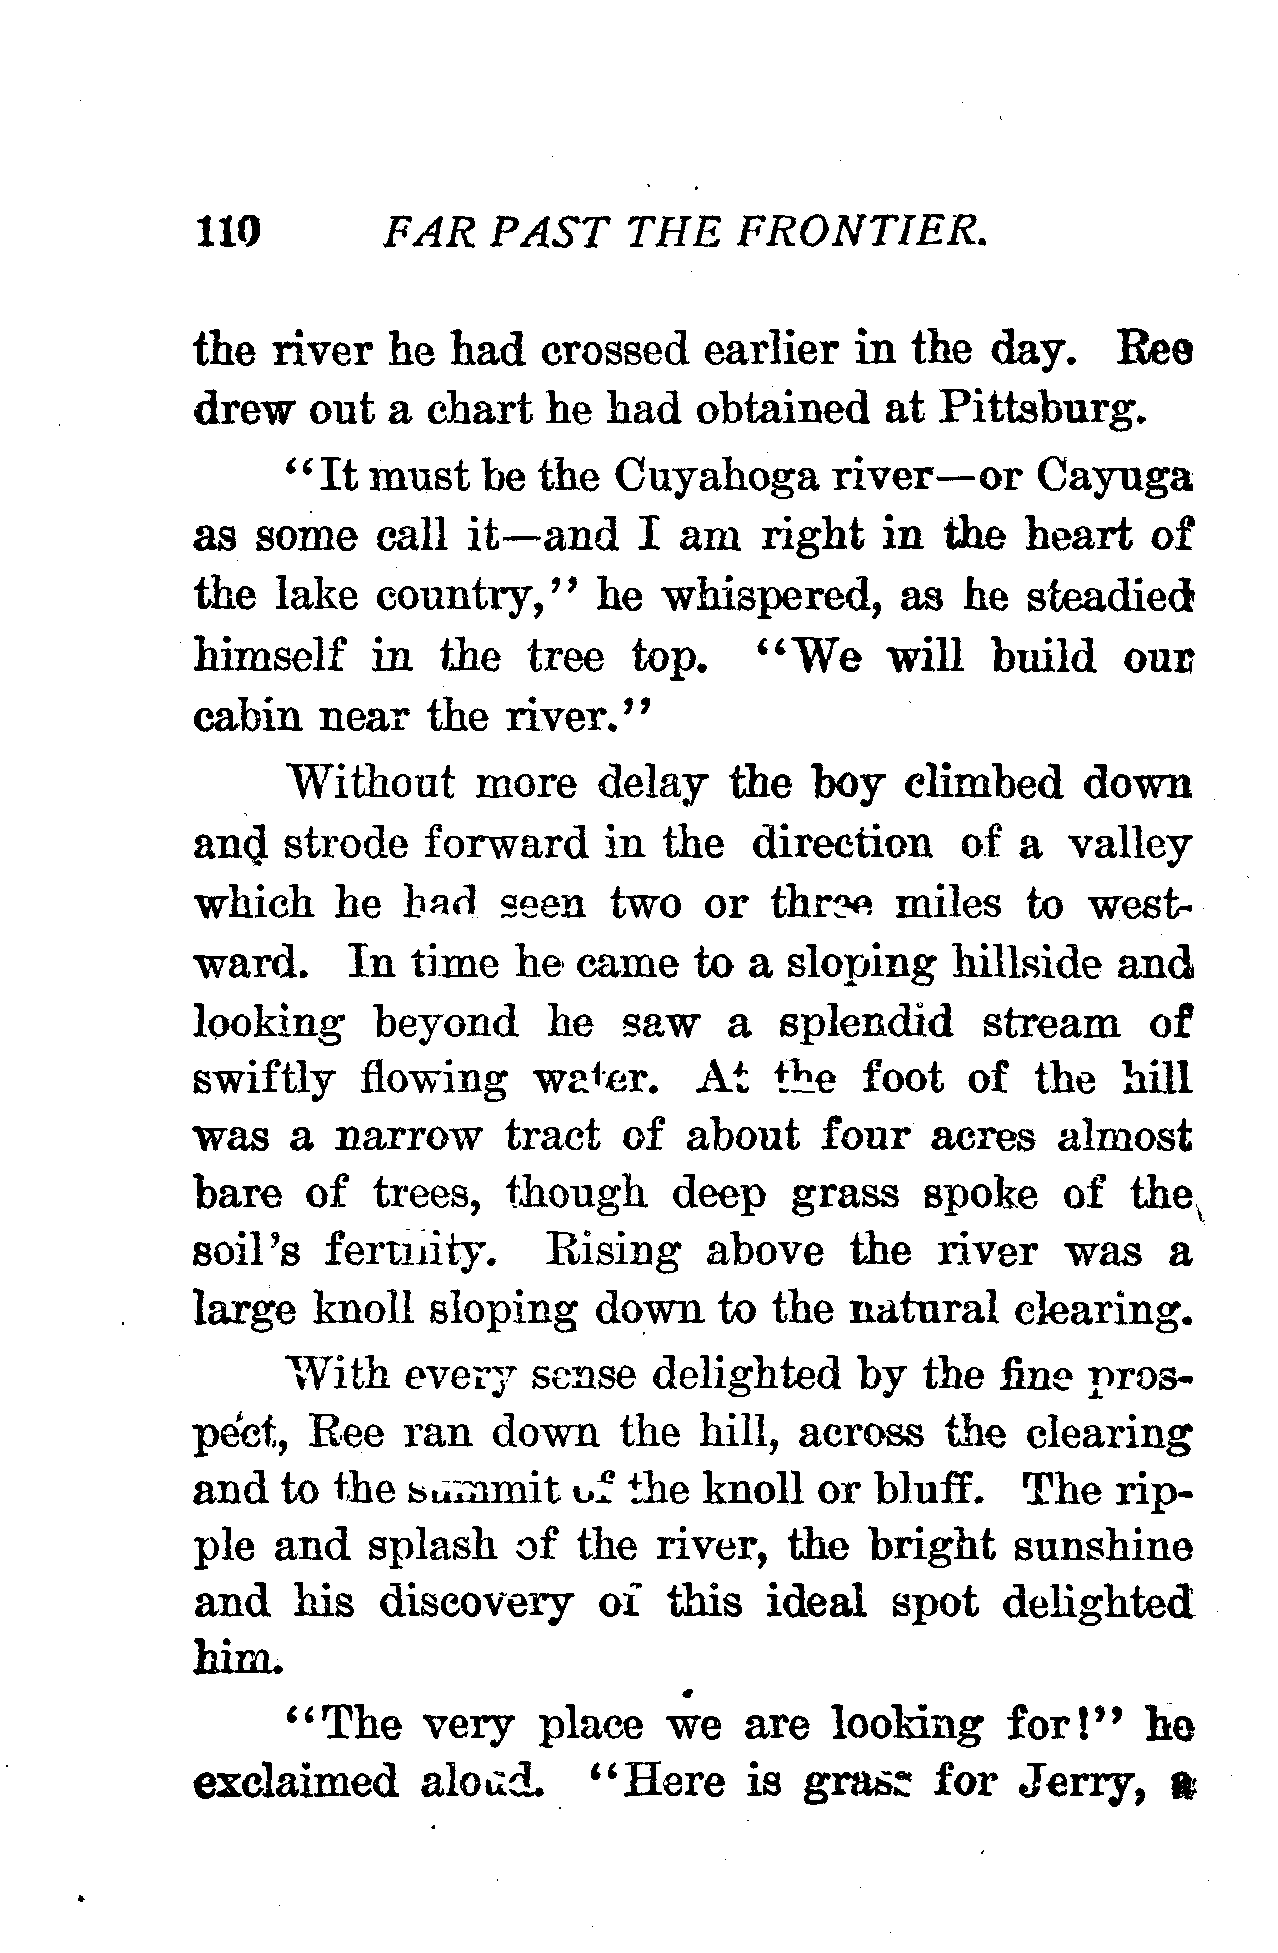 110 FAR PAST THE FRONTIER.
the river he had crossed earlier in the day. Ree
drew out a chart he had obtained at Pittsburg.
"It must be the Cuyahoga river—or Cayuga
as some call it—and I am right in the heart of
the lake country," he whispered, as he steadied
himself in the tree top. "We will build our
cabin near the river."
Without more delay the boy climbed down
and strode forward in the direction of a valley
which he had seen two or three miles to west-
ward. In time he came to a sloping hillside and
looking beyond he saw a splendid stream of
swiftly flowing water. At the foot of the hill
was a narrow tract of about four acres almost
bare of trees, though deep grass spoke of the
soil's fertility. Rising above the river was a
large knoll sloping down to the natural clearing.
With every sense delighted by the fine pros-
pect, Ree ran down the hill, across the clearing
and to the summit of the knoll or bluff. The rip-
ple and splash of the river, the bright sunshine
and his discovery of this ideal spot delighted
him.
"The very place we are looking for!" he
exclaimed aloud. "Here is grass for Jerry, a